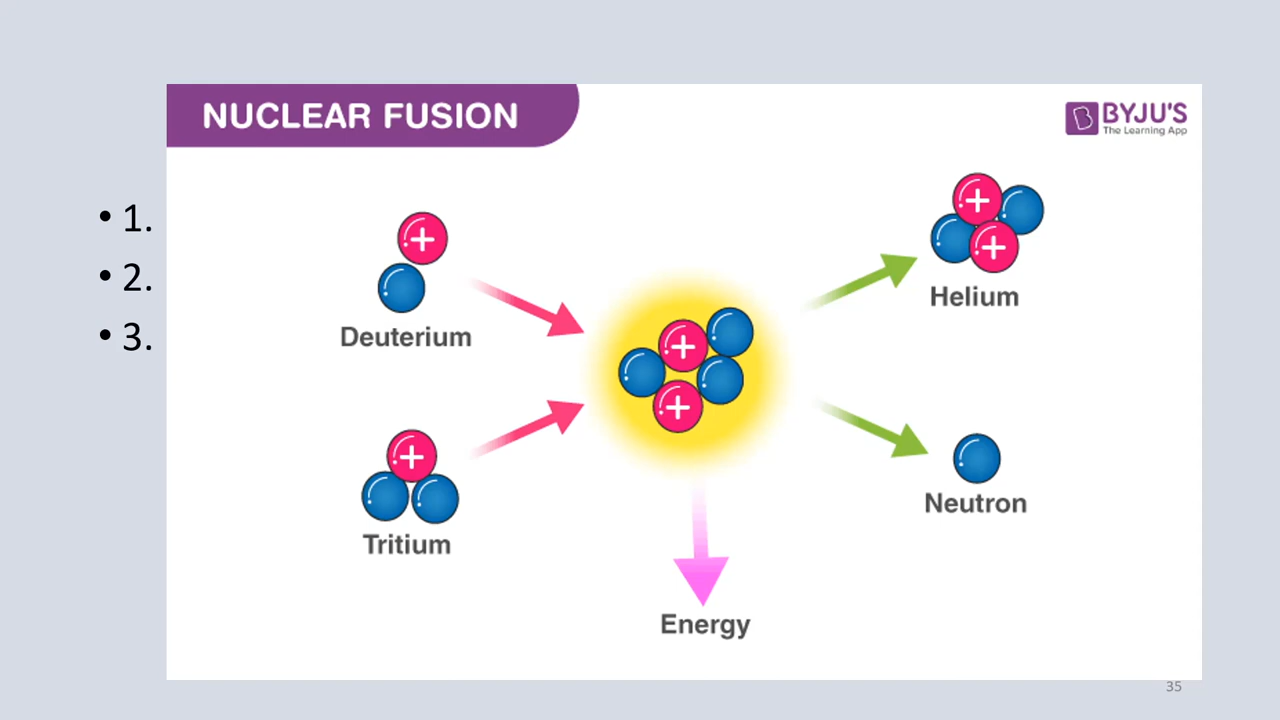 NUCLEAR FUSION
BYJU'S
The Learning App
• 1.
• 2.
• 3.
+
+
Deuterium
+
+
+
+
Helium
+
Tritium
Neutron
Energy
35